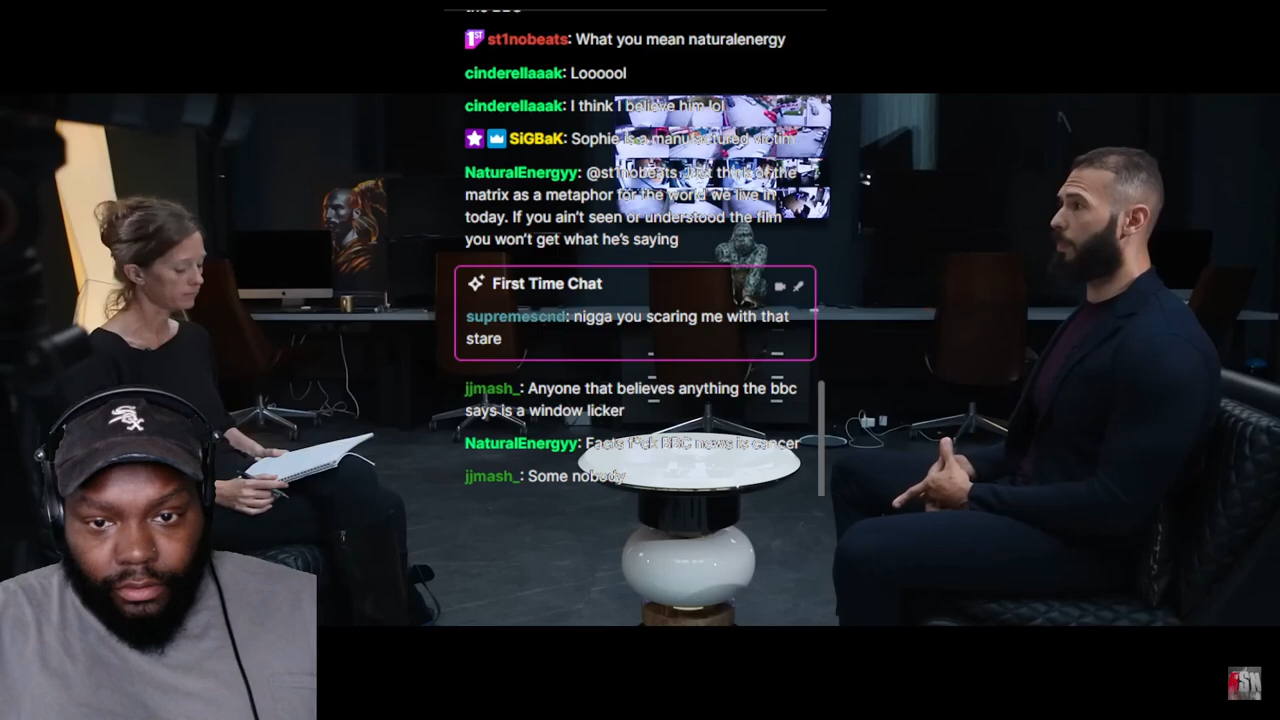 the BBC
1ST st1nobeats: What you mean naturalenergy
cinderellaaak: Loooool
cinderellaaak: I think I believe him lol
SiGBaK: Sophie is a manufactured victim
NaturalEnergyy: @st1nobeats Just think of the
matrix as a metaphor for the world we live in
today. If you ain't seen or understood the film
you won't get what he's saying
First Time Chat
supremescnd: nigga you scaring me with that
stare
jjmash_: Anyone that believes anything the bbc
says is a window licker
NaturalEnergyy: Facts f*ck BBC news is cancer
jjmash_: Some nobody
Sox